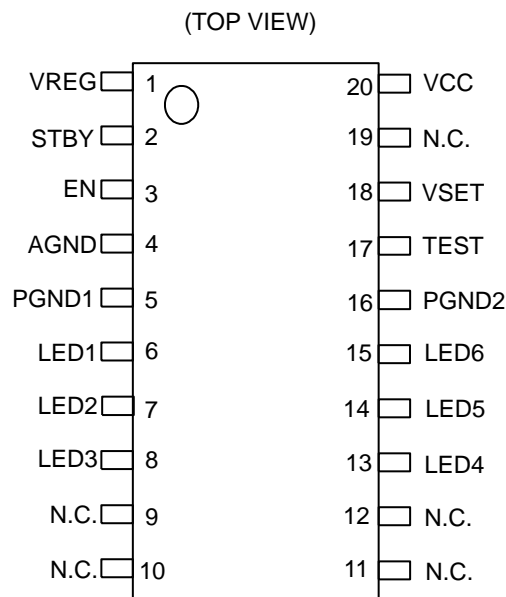 (TOP VIEW)
VREG 1 20 VCC
STBY 2 19 N.C.
EN 3 18 VSET
AGND 4 17 TEST
PGND1 5 16 PGND2
LED1 6 15 LED6
LED2 7 14 LED5
LED3 8 13 LED4
N.C. 9 12 N.C.
N.C. 10 11 N.C.